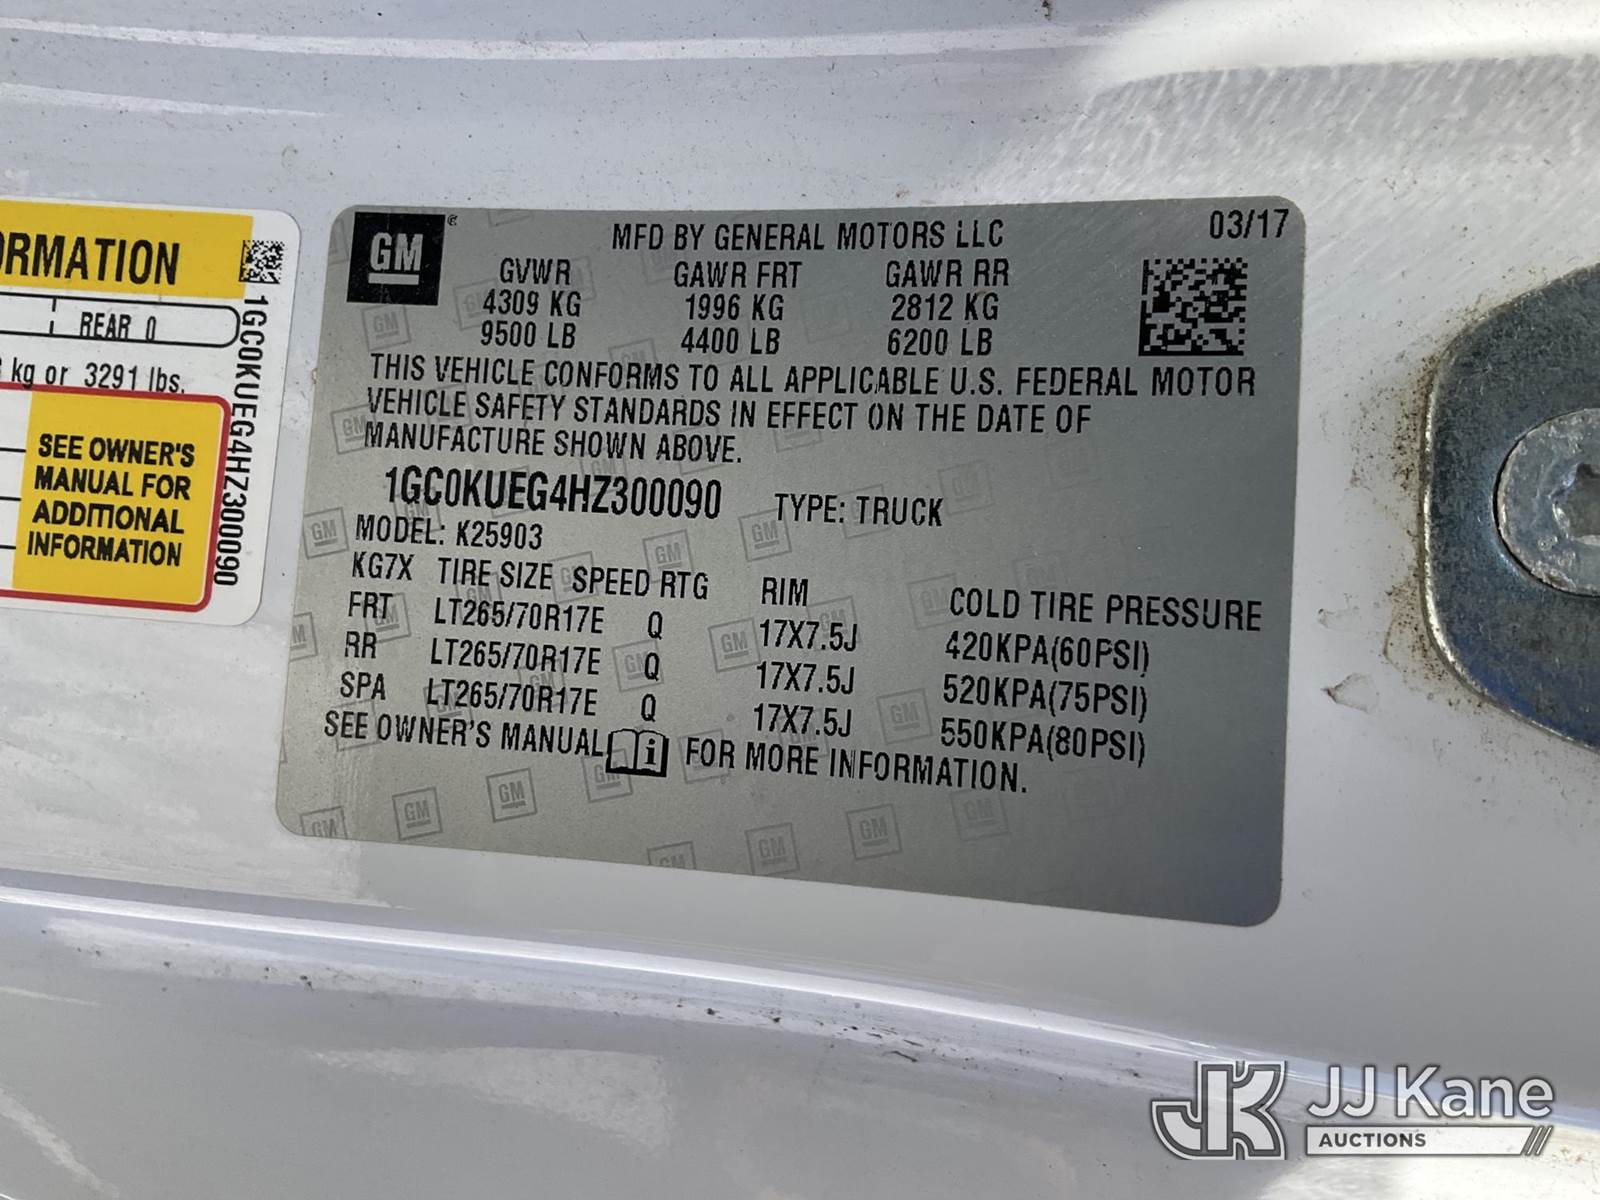 ORMATION
REAR 0
kg or 3291 lbs.
SEE OWNER'S
MANUAL FOR
ADDITIONAL
INFORMATION
1GC0KUEG4HZ300090
GM
MFD BY GENERAL MOTORS LLC
03/17
GVWR GAWR FRT GAWR RR
4309 KG 1996 KG 2812 KG
9500 LB 4400 LB 6200 LB
THIS VEHICLE CONFORMS TO ALL APPLICABLE U.S. FEDERAL MOTOR
VEHICLE SAFETY STANDARDS IN EFFECT ON THE DATE OF
MANUFACTURE SHOWN ABOVE.
1GC0KUEG4HZ300090 TYPE: TRUCK
MODEL: K25903
KG7X TIRE SIZE SPEED RTG RIM COLD TIRE PRESSURE
FRT LT265/70R17E Q 17X7.5J 420KPA(60PSI)
RR LT265/70R17E Q 17X7.5J 520KPA(75PSI)
SPA LT265/70R17E Q 17X7.5J 550KPA(80PSI)
SEE OWNER'S MANUAL i FOR MORE INFORMATION.
JK JJ Kane
AUCTIONS